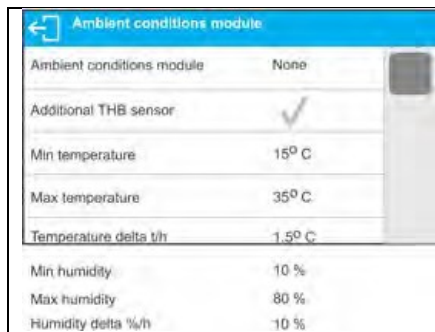 Ambient conditions module
Ambient conditions module None
Additional THB sensor
Min temperature 15⁰ C
Max temperature 35⁰ C
Temperature delta t/h 1.5⁰ C
Min humidity 10 %
Max humidity 80 %
Humidity delta %/h 10 %